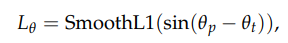 L_θ = SmoothL1(sin(θ_p − θ_t)),